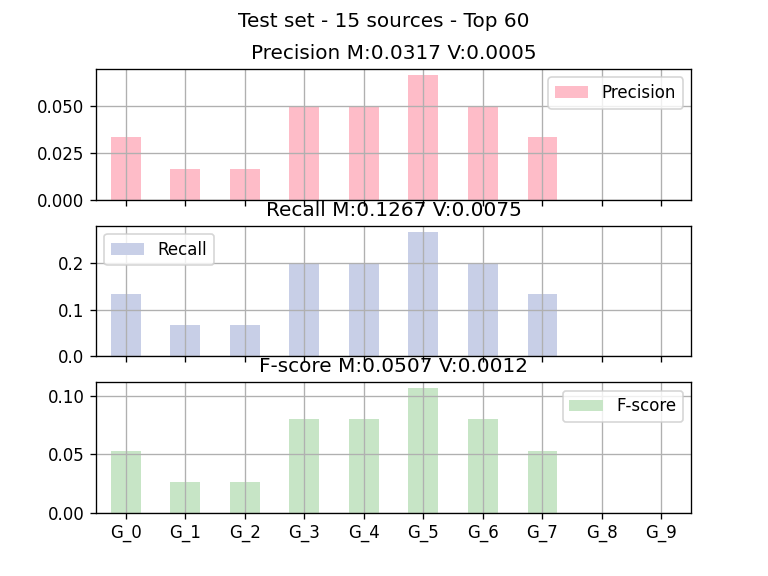 Test set - 15 sources - Top 60
Precision M:0.0317 V:0.0005
Precision
0.050
0.025
0.000
Recall M:0.1267 V:0.0075
Recall
0.2
0.1
0.0
F-score M:0.0507 V:0.0012
F-score
0.10
0.05
0.00
G_0 G_1 G_2 G_3 G_4 G_5 G_6 G_7 G_8 G_9